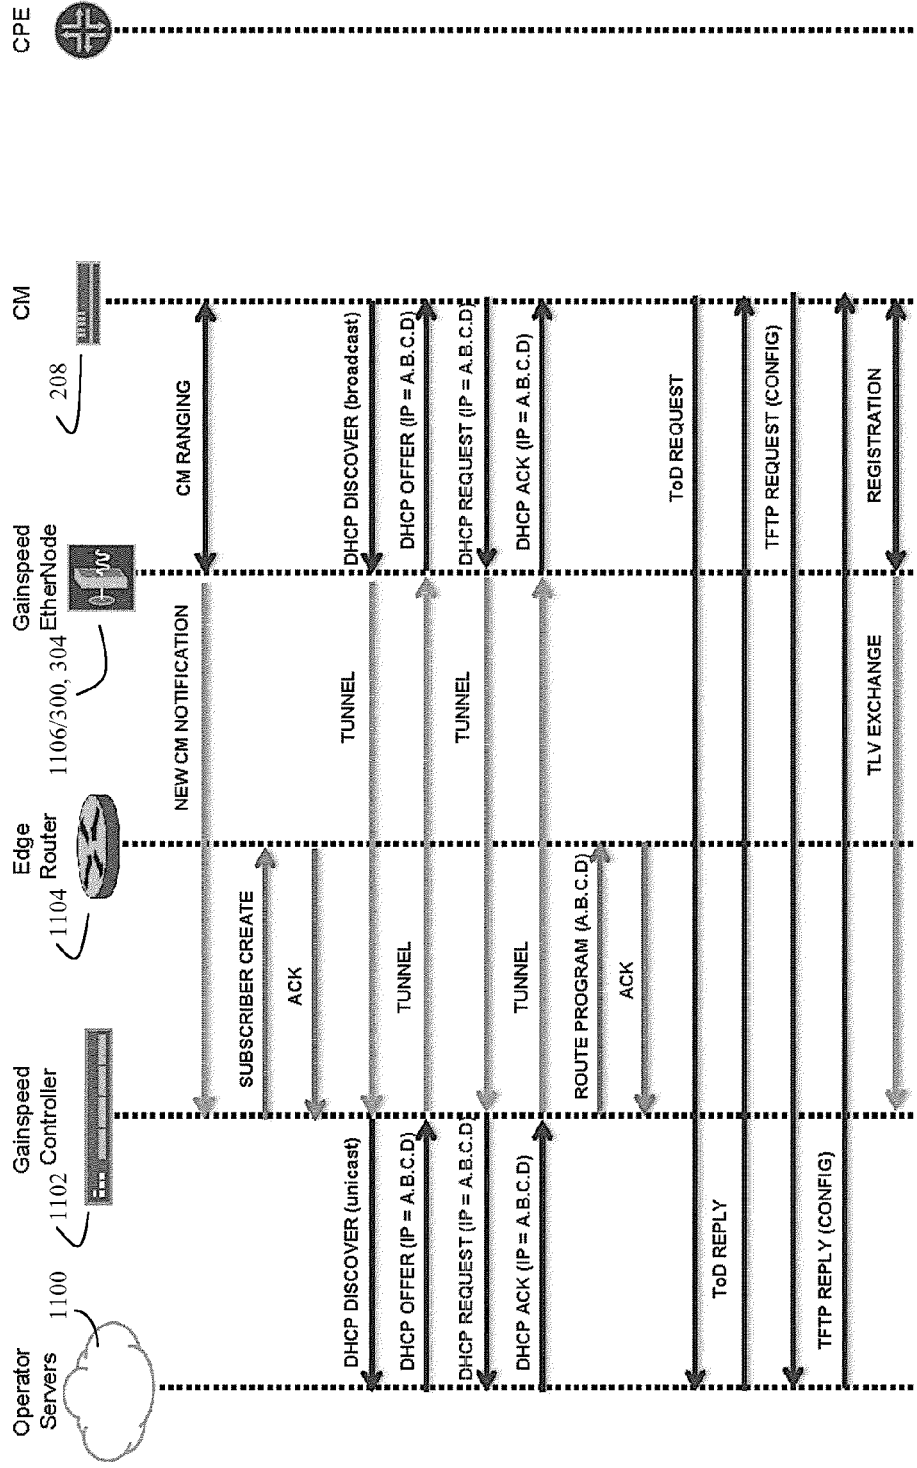 Operator
Servers
1100
Gainspeed
Controller
1102
Edge
Router
1104
Gainspeed
EtherNode
1106/300, 304
CM
208
CPE
NEW CM NOTIFICATION
CM RANGING
SUBSCRIBER CREATE
ACK
DHCP DISCOVER (unicast)
TUNNEL
DHCP DISCOVER (broadcast)
DHCP OFFER (IP = A.B.C.D)
TUNNEL
DHCP OFFER (IP = A.B.C.D)
DHCP REQUEST (IP = A.B.C.D)
TUNNEL
DHCP REQUEST (IP = A.B.C.D)
DHCP ACK (IP = A.B.C.D)
TUNNEL
DHCP ACK (IP = A.B.C.D)
ROUTE PROGRAM (A.B.C.D)
ACK
ToD REQUEST
ToD REPLY
TFTP REQUEST (CONFIG)
TFTP REPLY (CONFIG)
TLV EXCHANGE
REGISTRATION